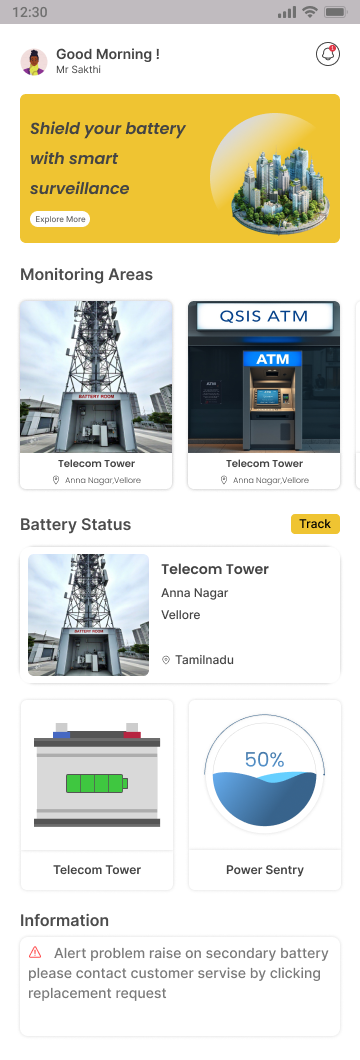 12:30
Good Morning !
Mr Sakthi
Shield your battery
with smart
surveillance
Explore More
Monitoring Areas
BATTERY ROOM
QSIS ATM
ATM
ATM
Telecom Tower
Anna Nagar,Vellore
Telecom Tower
Anna Nagar,Vellore
Battery Status
Track
BATTERY ROOM
Telecom Tower
Anna Nagar
Vellore
Tamilnadu
50%
Telecom Tower
Power Sentry
Information
Alert problem raise on secondary battery
please contact customer servise by clicking
replacement request